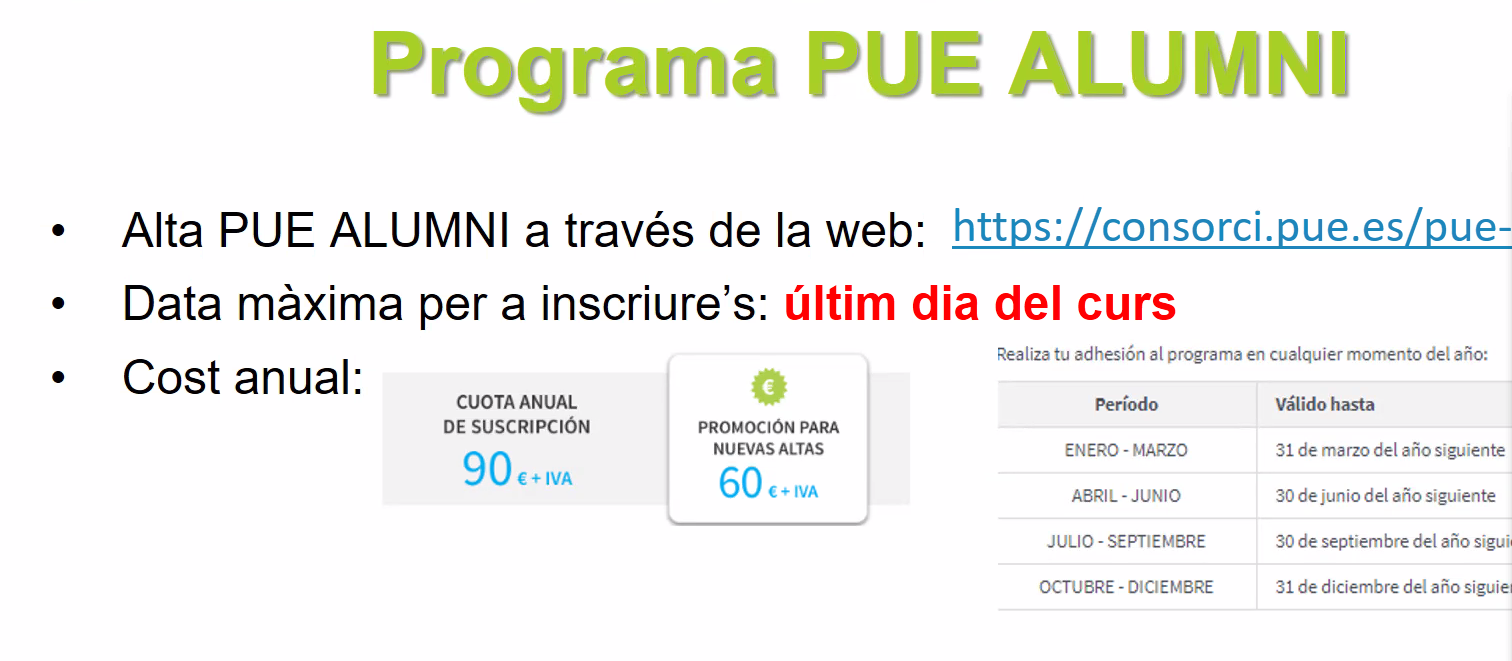 Programa PUE ALUMNI
• Alta PUE ALUMNI a través de la web: https://consorci.pue.es/pue-
• Data màxima per a inscriure’s: últim dia del curs
• Cost anual:
CUOTA ANUAL
DE SUSCRIPCIÓN
90 € + IVA
€
PROMOCIÓN PARA
NUEVAS ALTAS
60 € + IVA
Realiza tu adhesión al programa en cualquier momento del año:
Período Válido hasta
ENERO - MARZO 31 de marzo del año siguiente
ABRIL - JUNIO 30 de junio del año siguiente
JULIO - SEPTIEMBRE 30 de septiembre del año
OCTUBRE - DICIEMBRE 31 de diciembre del año